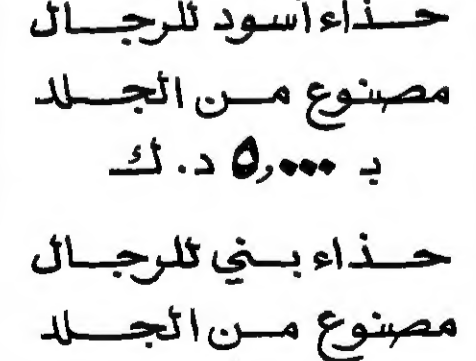 حذاء أسود للرجال
مصنوع من الجلد
بـ ٥,٠٠٠ د. ك
حذاء بني للرجال
مصنوع من الجلد